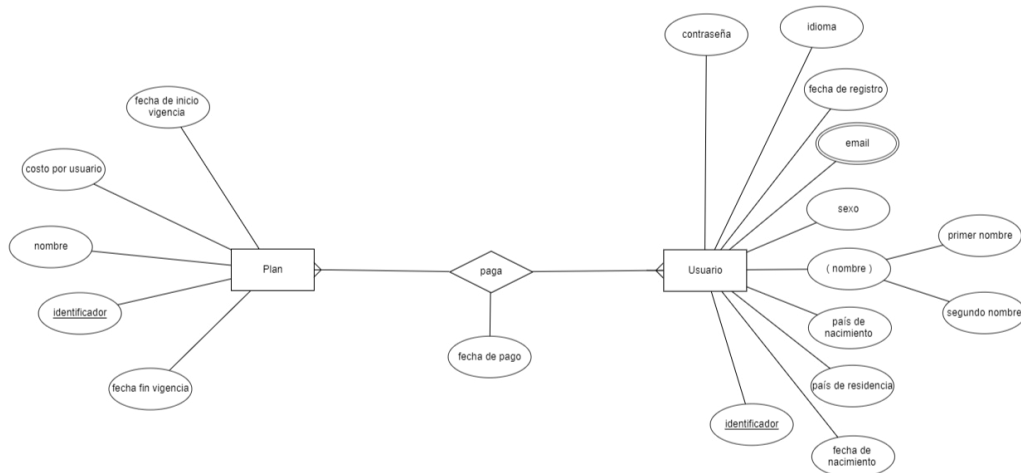 contraseña
idioma
fecha de registro
email
sexo
primer nombre
( nombre )
segundo nombre
país de
nacimiento
país de residencia
fecha de
nacimiento
identificador
Usuario
paga
fecha de pago
Plan
fecha de inicio
vigencia
costo por usuario
nombre
identificador
fecha fin vigencia